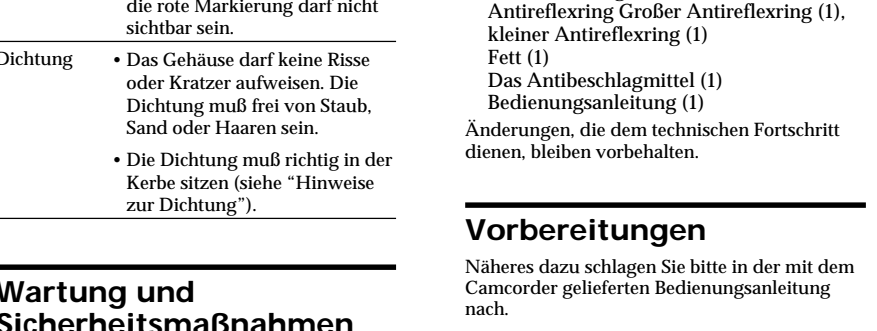 die rote Markierung darf nicht
sichtbar sein.
Dichtung
• Das Gehäuse darf keine Risse
oder Kratzer aufweisen. Die
Dichtung muß frei von Staub,
Sand oder Haaren sein.
• Die Dichtung muß richtig in der
Kerbe sitzen (siehe “Hinweise
zur Dichtung”).
Wartung und
Sicherheitsmaßnahmen
Antireflexring Großer Antireflexring (1),
kleiner Antireflexring (1)
Fett (1)
Das Antibeschlagmittel (1)
Bedienungsanleitung (1)
Änderungen, die dem technischen Fortschritt
dienen, bleiben vorbehalten.
Vorbereitungen
Näheres dazu schlagen Sie bitte in der mit dem
Camcorder gelieferten Bedienungsanleitung
nach.